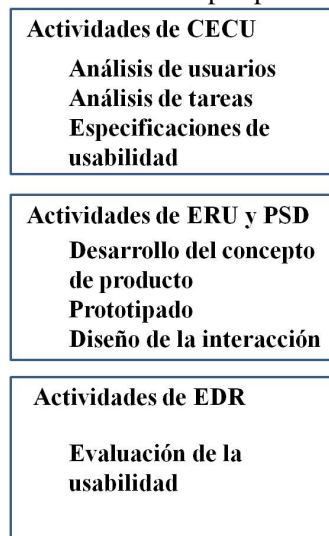 Actividades de CECU
Análisis de usuarios
Análisis de tareas
Especificaciones de
usabilidad
Actividades de ERU y PSD
Desarrollo del concepto
de producto
Prototipado
Diseño de la interacción
Actividades de EDR
Evaluación de la
usabilidad